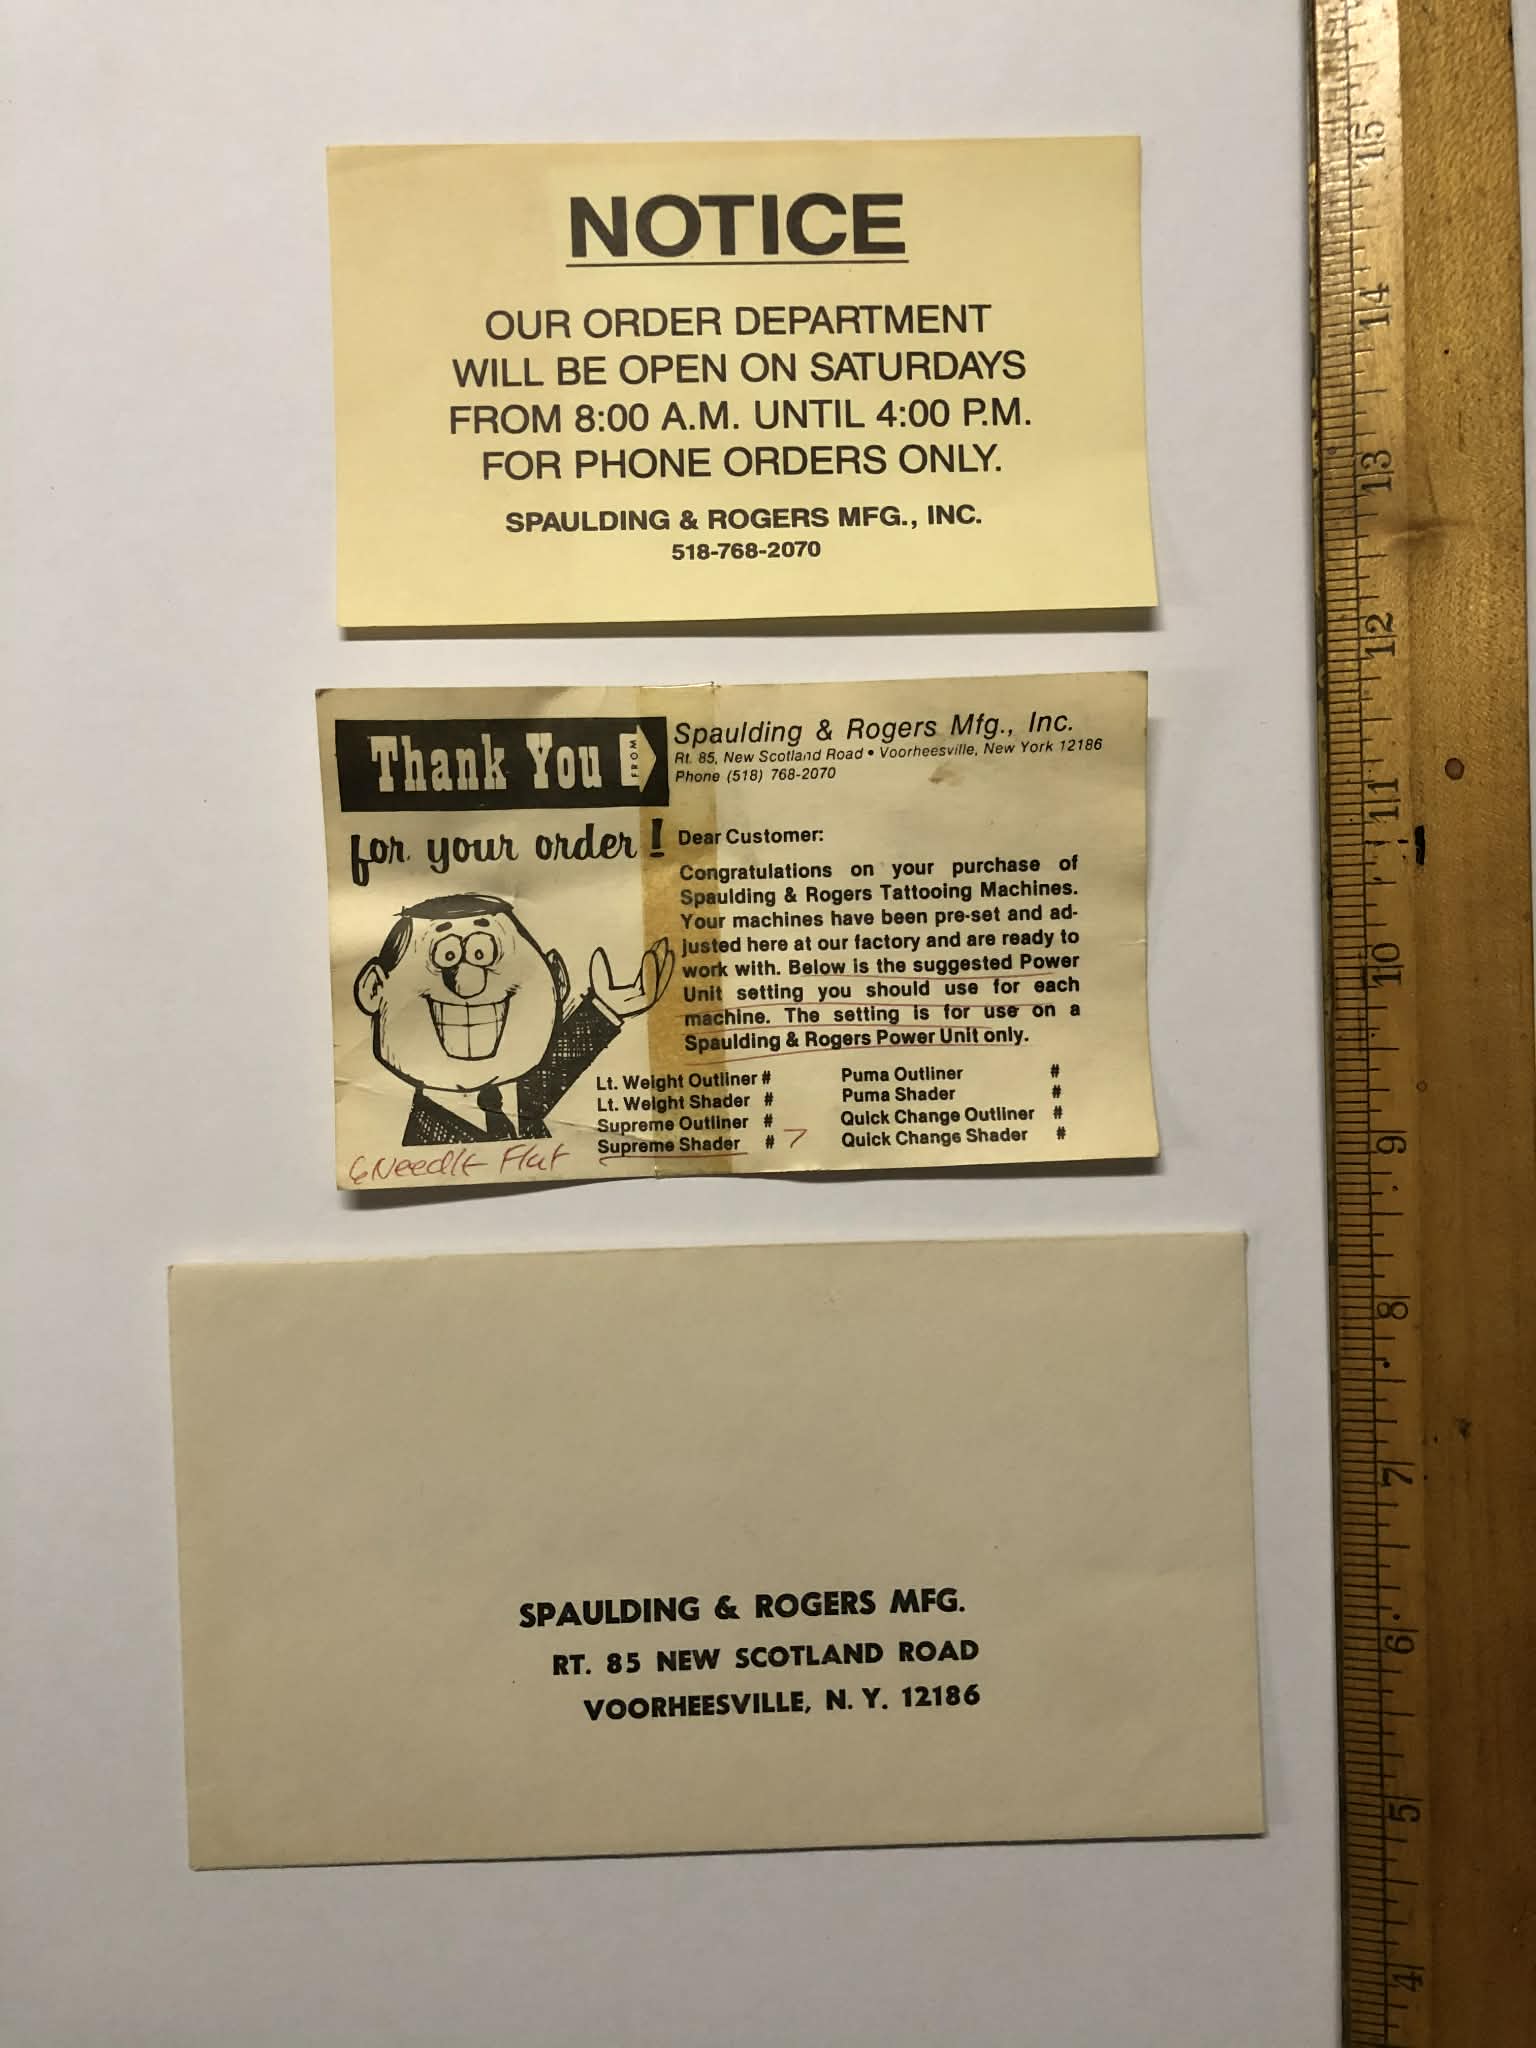 NOTICE
OUR ORDER DEPARTMENT
WILL BE OPEN ON SATURDAYS
FROM 8:00 A.M. UNTIL 4:00 P.M.
FOR PHONE ORDERS ONLY.
SPAULDING & ROGERS MFG., INC.
518-768-2070
Thank You FROM
for your order!
Spaulding & Rogers Mfg., Inc.
Rt. 85, New Scotland Road • Voorheesville, New York 12186
Phone (518) 768-2070
Dear Customer:
Congratulations on your purchase of
Spaulding & Rogers Tattooing Machines.
Your machines have been pre-set and ad-
justed here at our factory and are ready to
work with. Below is the suggested Power
Unit setting you should use for each
machine. The setting is for use on a
Spaulding & Rogers Power Unit only.
Lt. Weight Outliner #
Lt. Weight Shader #
Supreme Outliner #
Supreme Shader # 7
Puma Outliner #
Puma Shader #
Quick Change Outliner #
Quick Change Shader #
6 Needle Flat
SPAULDING & ROGERS MFG.
RT. 85 NEW SCOTLAND ROAD
VOORHEESVILLE, N. Y. 12186
15
14
13
12
11
10
9
8
7
6
5
4